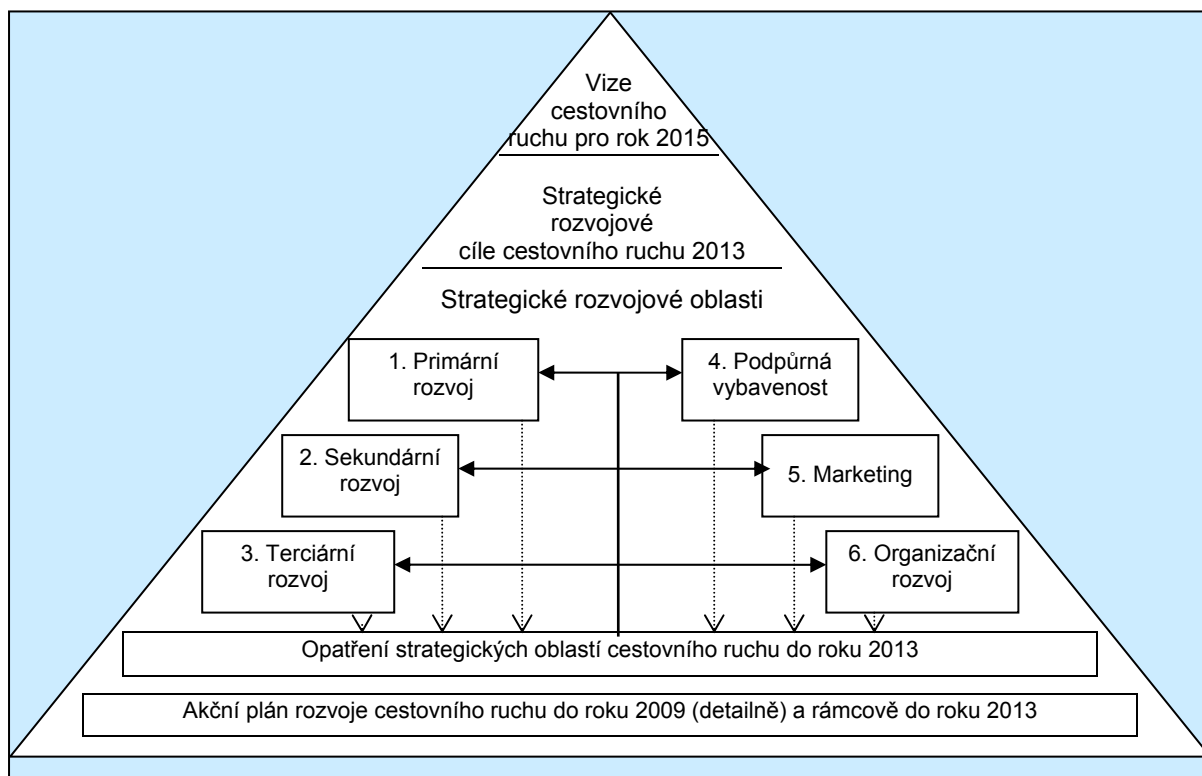 Vize
cestovního
ruchu pro rok 2015
Strategické
rozvojové
cíle cestovního ruchu 2013
Strategické rozvojové oblasti
1. Primární
rozvoj
4. Podpůrná
vybavenost
2. Sekundární
rozvoj
5. Marketing
3. Terciární
rozvoj
6. Organizační
rozvoj
Opatření strategických oblastí cestovního ruchu do roku 2013
Akční plán rozvoje cestovního ruchu do roku 2009 (detailně) a rámcově do roku 2013